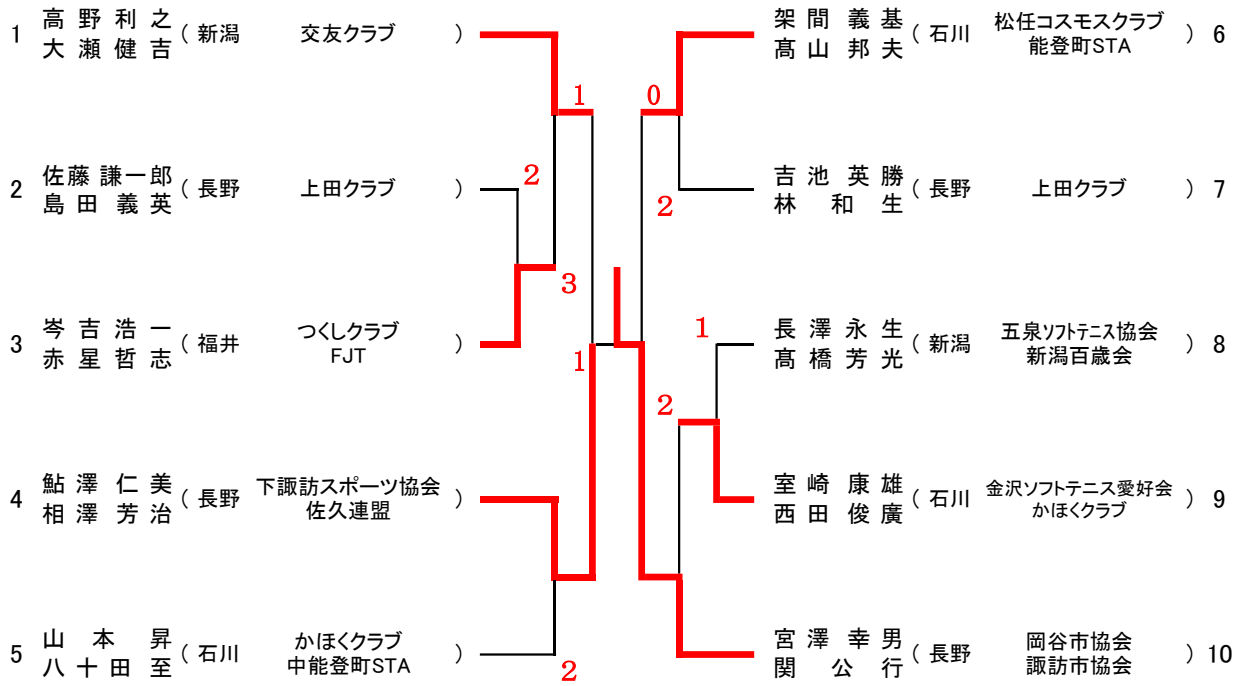 1 高野利之 大瀬健吉 (新潟 交友クラブ)
1
2 佐藤謙一郎 島田義英 (長野 上田クラブ)
2
3
3 岑吉浩一 赤星哲志 (福井 つくしクラブ FJT)
1
4 鮎澤仁美 相澤芳治 (長野 下諏訪スポーツ協会 佐久連盟)
5 山本昇 八十田至 (石川 かほくクラブ 中能登町STA)
2
架間義基 髙山邦夫 (石川 松任コスモスクラブ 能登町STA) 6
0
吉池英勝 林和生 (長野 上田クラブ) 7
2
長澤永生 髙橋芳光 (新潟 五泉ソフトテニス協会 新潟百歳会) 8
1
2
室崎康雄 西田俊廣 (石川 金沢ソフトテニス愛好会 かほくクラブ) 9
宮澤幸男 関公行 (長野 岡谷市協会 諏訪市協会) 10